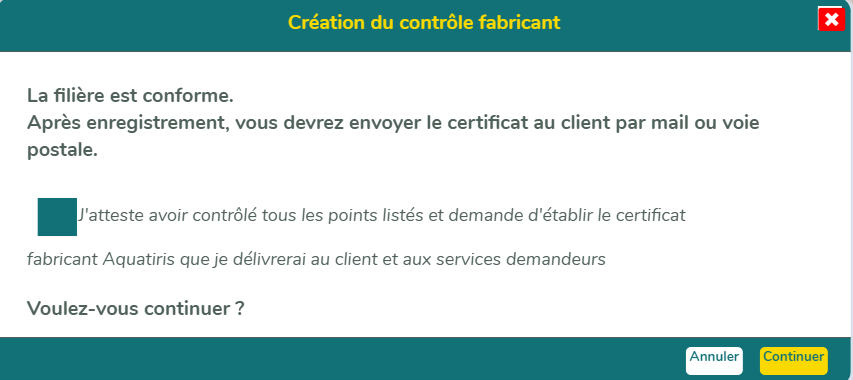 Création du contrôle fabricant
La filière est conforme.
Après enregistrement, vous devrez envoyer le certificat au client par mail ou voie
postale.
J'atteste avoir contrôlé tous les points listés et demande d'établir le certificat
fabricant Aquatiris que je délivrerai au client et aux services demandeurs
Voulez-vous continuer ?
Annuler Continuer